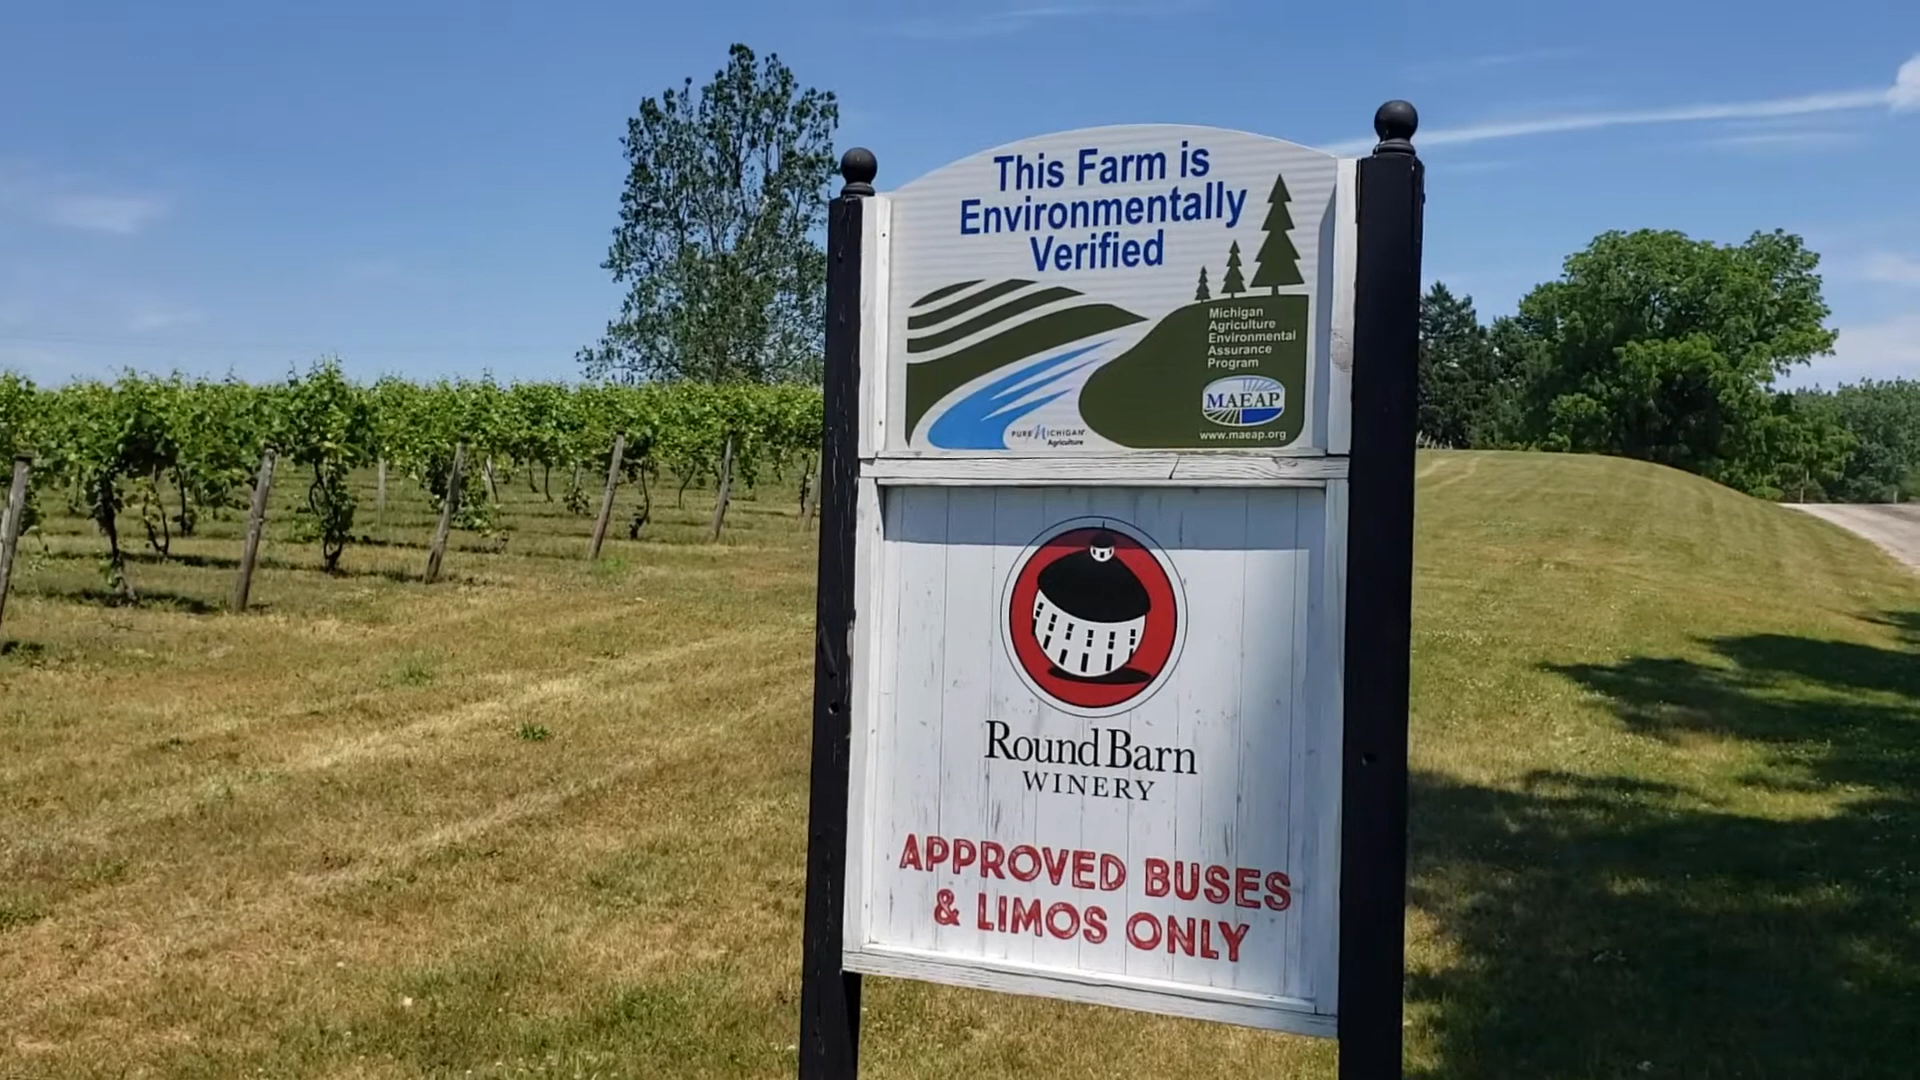 This Farm is
Environmentally
Verified
Michigan
Agriculture
Environmental
Assurance
Program
MAEAP
www.maeap.org
PURE MICHIGAN
Agriculture
Round Barn
WINERY
APPROVED BUSES
& LIMOS ONLY